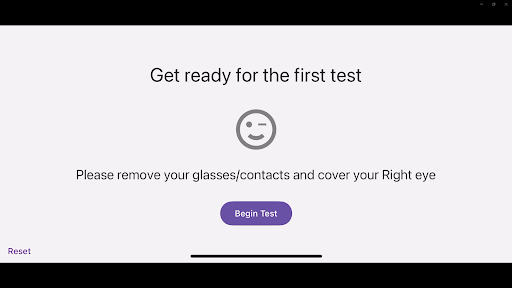 Get ready for the first test
Please remove your glasses/contacts and cover your Right eye
Begin Test
Reset